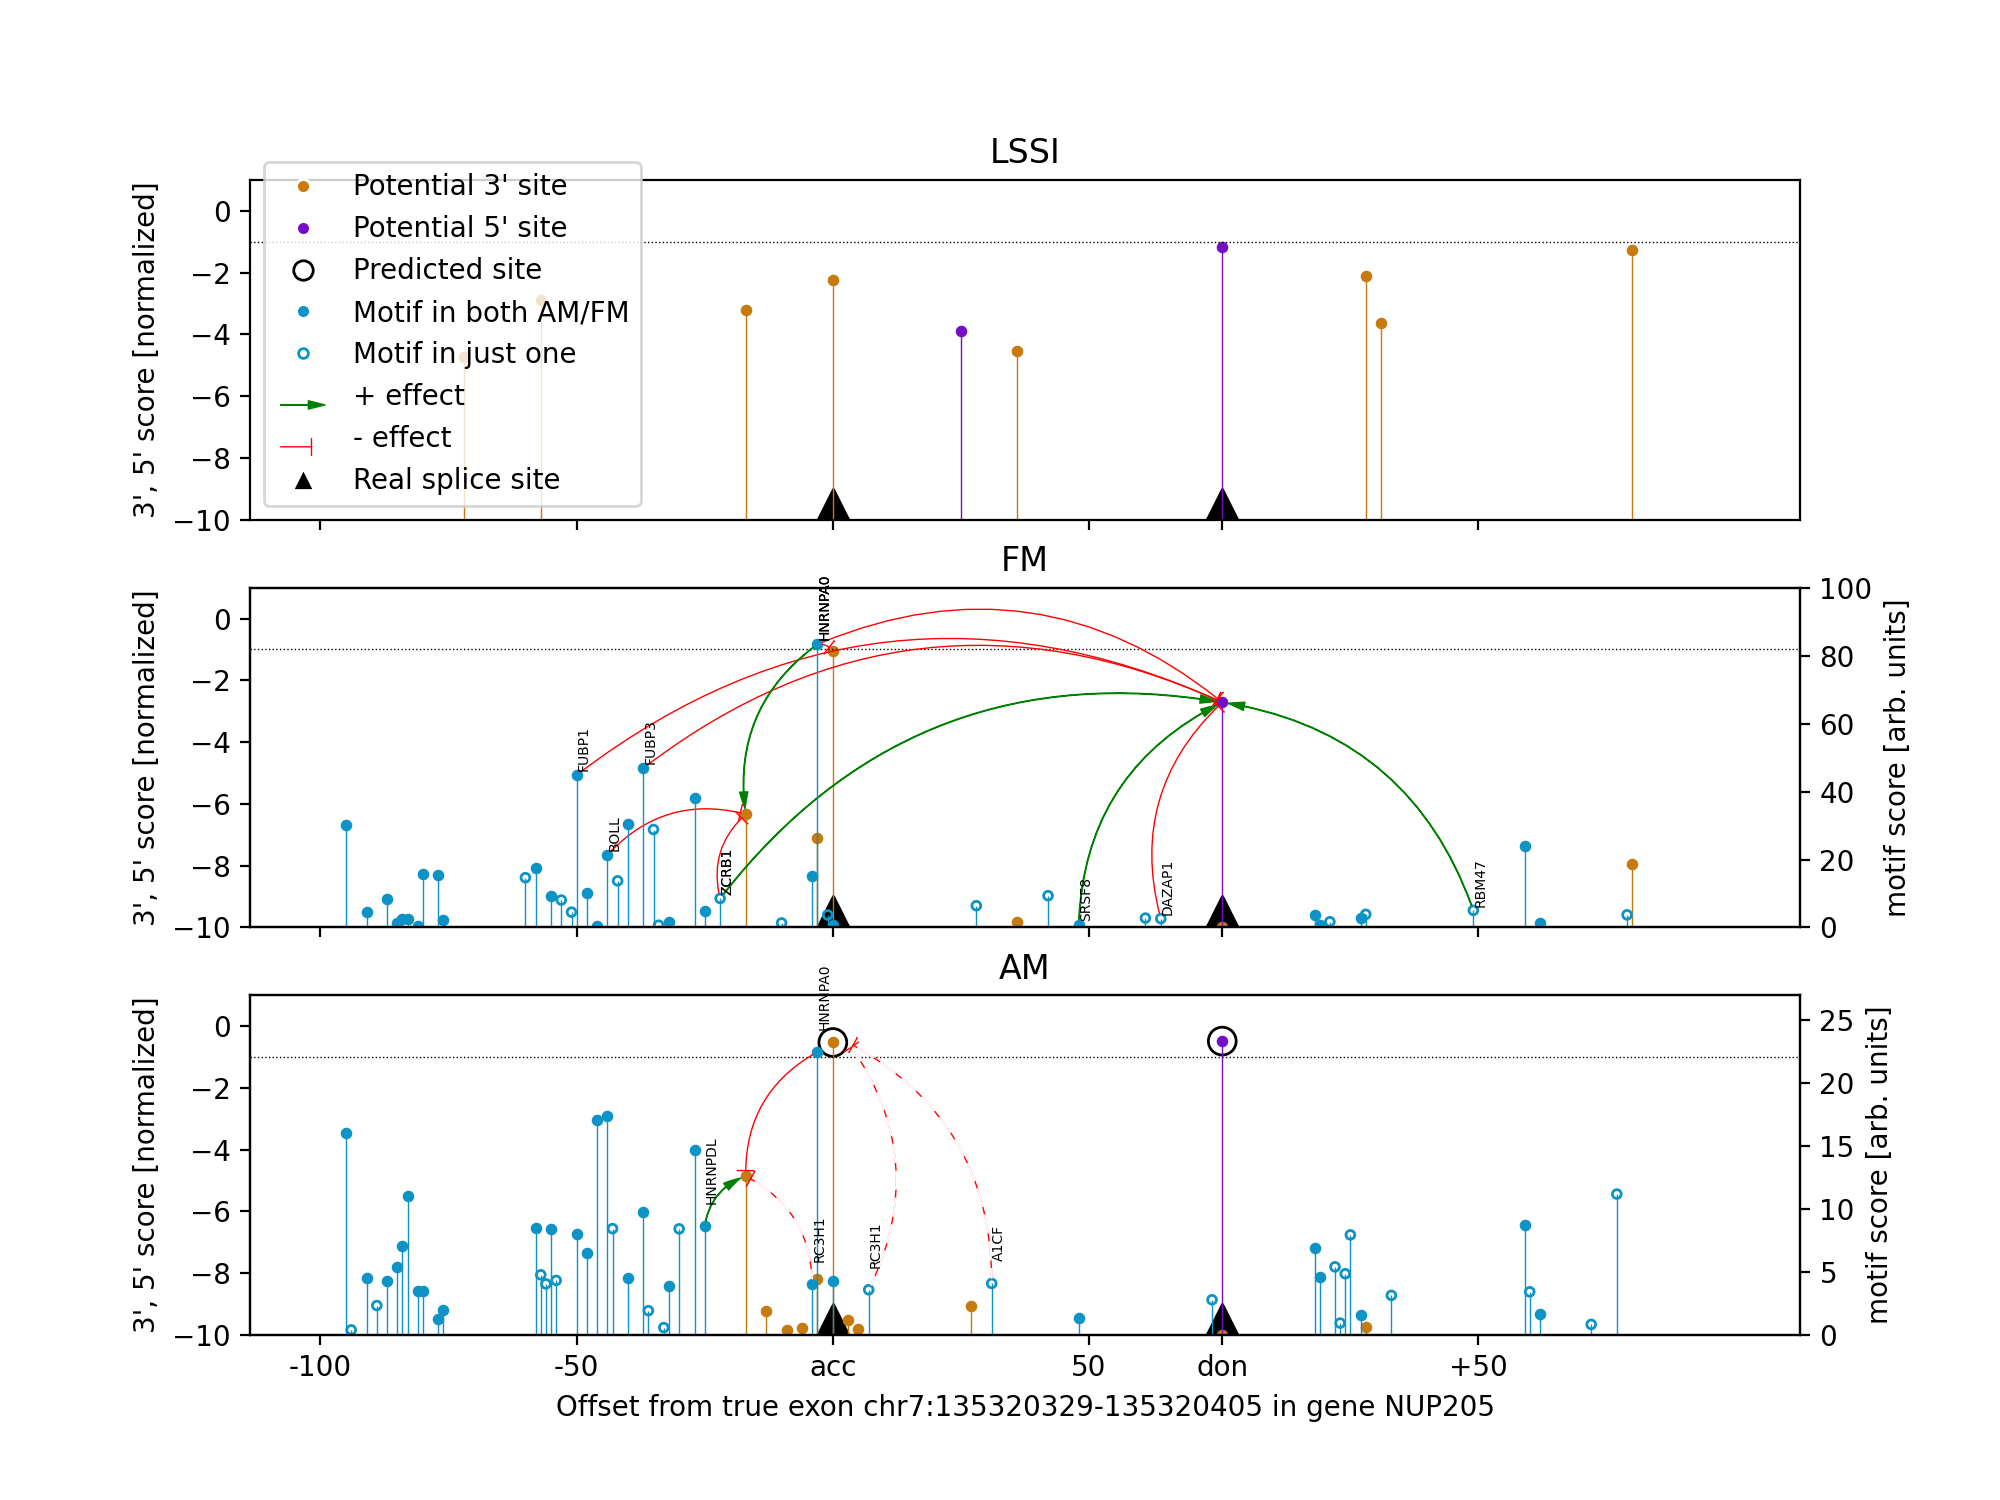 LSSI
3', 5' score [normalized]
0
−2
−4
−6
−8
−10
Potential 3' site
Potential 5' site
Predicted site
Motif in both AM/FM
Motif in just one
+ effect
- effect
Real splice site
FM
3', 5' score [normalized]
0
−2
−4
−6
−8
−10
HNRNPA0
FUBP1
FUBP3
BOLL
ZCRB1
SRSF8
DAZAP1
RBM47
100
80
60
40
20
0
motif score [arb. units]
AM
3', 5' score [normalized]
0
−2
−4
−6
−8
−10
HNRNPA0
HNRNPDL
RC3H1
RC3H1
A1CF
25
20
15
10
5
0
motif score [arb. units]
-100
-50
acc
50
don
+50
Offset from true exon chr7:135320329-135320405 in gene NUP205